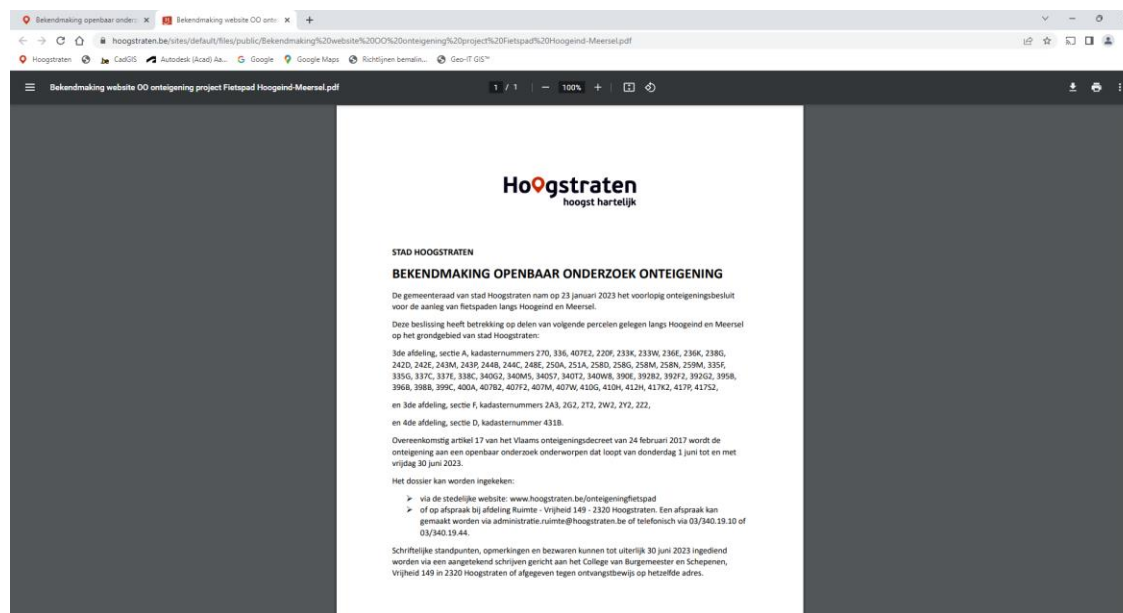 Bekendmaking openbaar onderz
Bekendmaking website OO onte
hoogstraten.be/sites/default/files/public/Bekendmaking%20website%20OO%20onteigening%20project%20Fietspad%20Hoogeind-Meersel.pdf
Hoogstraten
CadGIS
Autodesk (Acad) Aa...
Google
Google Maps
Richtlijnen bemalin...
Geo-IT GIS™
Bekendmaking website OO onteigening project Fietspad Hoogeind-Meersel.pdf
1 / 1
100%
Hoogstraten
hoogst hartelijk
STAD HOOGSTRATEN
BEKENDMAKING OPENBAAR ONDERZOEK ONTEIGENING
De gemeenteraad van stad Hoogstraten nam op 23 januari 2023 het voorlopig onteigeningsbesluit
voor de aanleg van fietspaden langs Hoogeind en Meersel.
Deze beslissing heeft betrekking op delen van volgende percelen gelegen langs Hoogeind en Meersel
op het grondgebied van stad Hoogstraten:
3de afdeling, sectie A, kadasternummers 270, 336, 407E2, 220F, 233K, 233W, 236E, 236K, 238G,
242D, 242E, 243M, 243P, 244B, 244C, 248E, 250A, 251A, 258D, 258G, 258M, 258N, 259M, 335F,
335G, 337C, 337E, 338C, 340G2, 340M5, 340S7, 340T2, 340W8, 390E, 392B2, 392F2, 392G2, 395B,
396B, 398B, 399C, 400A, 407B2, 407F2, 407M, 407W, 410G, 410H, 412H, 417K2, 417P, 417S2,
en 3de afdeling, sectie F, kadasternummers 2A3, 2G2, 2T2, 2W2, 2Y2, 2Z2,
en 4de afdeling, sectie D, kadasternummer 431B.
Overeenkomstig artikel 17 van het Vlaams onteigeningsdecreet van 24 februari 2017 wordt de
onteigening aan een openbaar onderzoek onderworpen dat loopt van donderdag 1 juni tot en met
vrijdag 30 juni 2023.
Het dossier kan worden ingekeken:
via de stedelijke website: www.hoogstraten.be/onteigeningfietspad
of op afspraak bij afdeling Ruimte - Vrijheid 149 - 2320 Hoogstraten. Een afspraak kan
gemaakt worden via administratie.ruimte@hoogstraten.be of telefonisch via 03/340.19.10 of
03/340.19.44.
Schriftelijke standpunten, opmerkingen en bezwaren kunnen tot uiterlijk 30 juni 2023 ingediend
worden via een aangetekend schrijven gericht aan het College van Burgemeester en Schepenen,
Vrijheid 149 in 2320 Hoogstraten of afgegeven tegen ontvangstbewijs op hetzelfde adres.